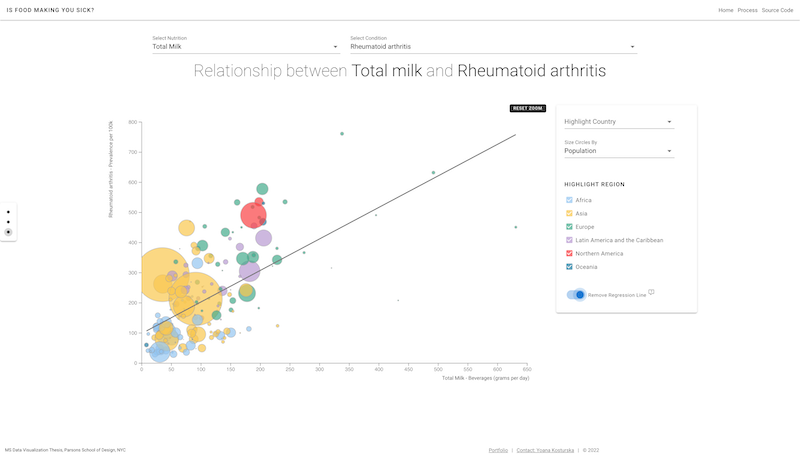 IS FOOD MAKING YOU SICK?
Home Process Source Code
Select Nutrition
Total Milk
Select Condition
Rheumatoid arthritis
Relationship between Total milk and Rheumatoid arthritis
RESET ZOOM
Rheumatoid arthritis - Prevalence per 100k
800
700
600
500
400
300
200
100
0
0 50 100 150 200 250 300 350 400 450 500 550 600 650
Total Milk - Beverages (grams per day)
Highlight Country
Size Circles By
Population
HIGHLIGHT REGION
Africa
Asia
Europe
Latin America and the Caribbean
Northern America
Oceania
Remove Regression Line
MS Data Visualization Thesis, Parsons School of Design, NYC
Portfolio | Contact: Yoana Kosturska | © 2022